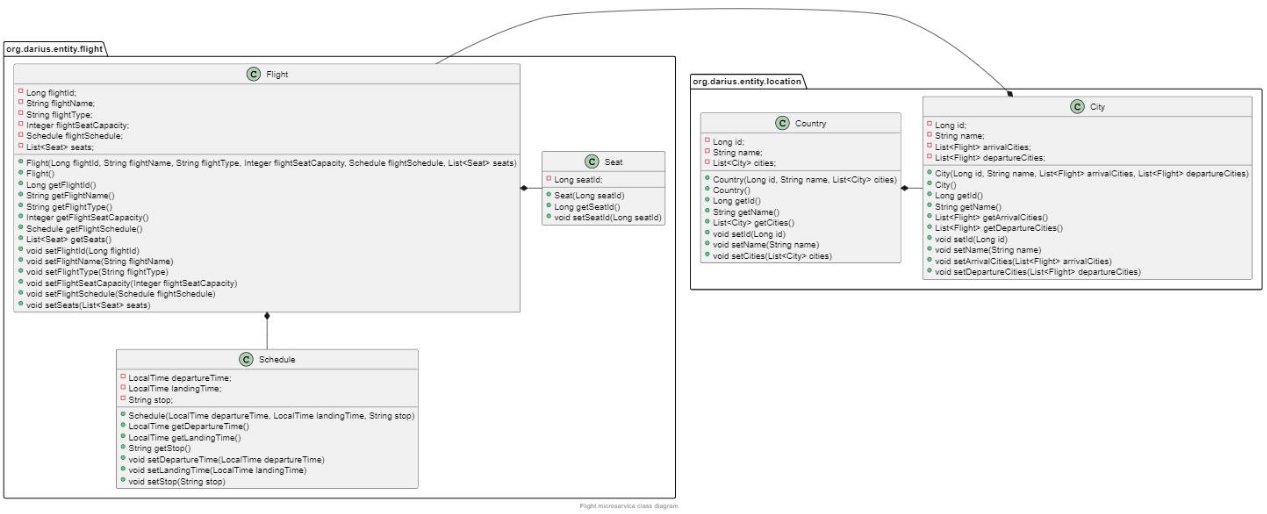 org.darius.entity.flight
C Flight
Long flightId;
String flightName;
String flightType;
Integer flightSeatCapacity;
Schedule flightSchedule;
List<Seat> seats;
Flight(Long flightId, String flightName, String flightType, Integer flightSeatCapacity, Schedule flightSchedule, List<Seat> seats)
Flight()
Long getFlightId()
String getFlightName()
String getFlightType()
Integer getFlightSeatCapacity()
Schedule getFlightSchedule()
List<Seat> getSeats()
void setFlightId(Long flightId)
void setFlightName(String flightName)
void setFlightType(String flightType)
void setFlightSeatCapacity(Integer flightSeatCapacity)
void setFlightSchedule(Schedule flightSchedule)
void setSeats(List<Seat> seats)
C Seat
Long seatId;
Seat(Long seatId)
Long getSeatId()
void setSeatId(Long seatId)
C Schedule
LocalTime departureTime;
LocalTime landingTime;
String stop;
Schedule(LocalTime departureTime, LocalTime landingTime, String stop)
LocalTime getDepartureTime()
LocalTime getLandingTime()
String getStop()
void setDepartureTime(LocalTime departureTime)
void setLandingTime(LocalTime landingTime)
void setStop(String stop)
org.darius.entity.location
C Country
Long id;
String name;
List<City> cities;
Country(Long id, String name, List<City> cities)
Country()
Long getId()
String getName()
List<City> getCities()
void setId(Long id)
void setName(String name)
void setCities(List<City> cities)
C City
Long id;
String name;
List<Flight> arrivalCities;
List<Flight> departureCities;
City(Long id, String name, List<Flight> arrivalCities, List<Flight> departureCities)
City()
Long getId()
String getName()
List<Flight> getArrivalCities()
List<Flight> getDepartureCities()
void setId(Long id)
void setName(String name)
void setArrivalCities(List<Flight> arrivalCities)
void setDepartureCities(List<Flight> departureCities)
Flight microservice class diagram